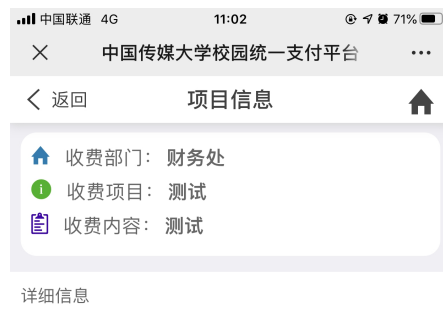 中国联通 4G 11:02 71%
中国传媒大学校园统一支付平台
返回 项目信息
收费部门： 财务处
收费项目： 测试
收费内容： 测试
详细信息